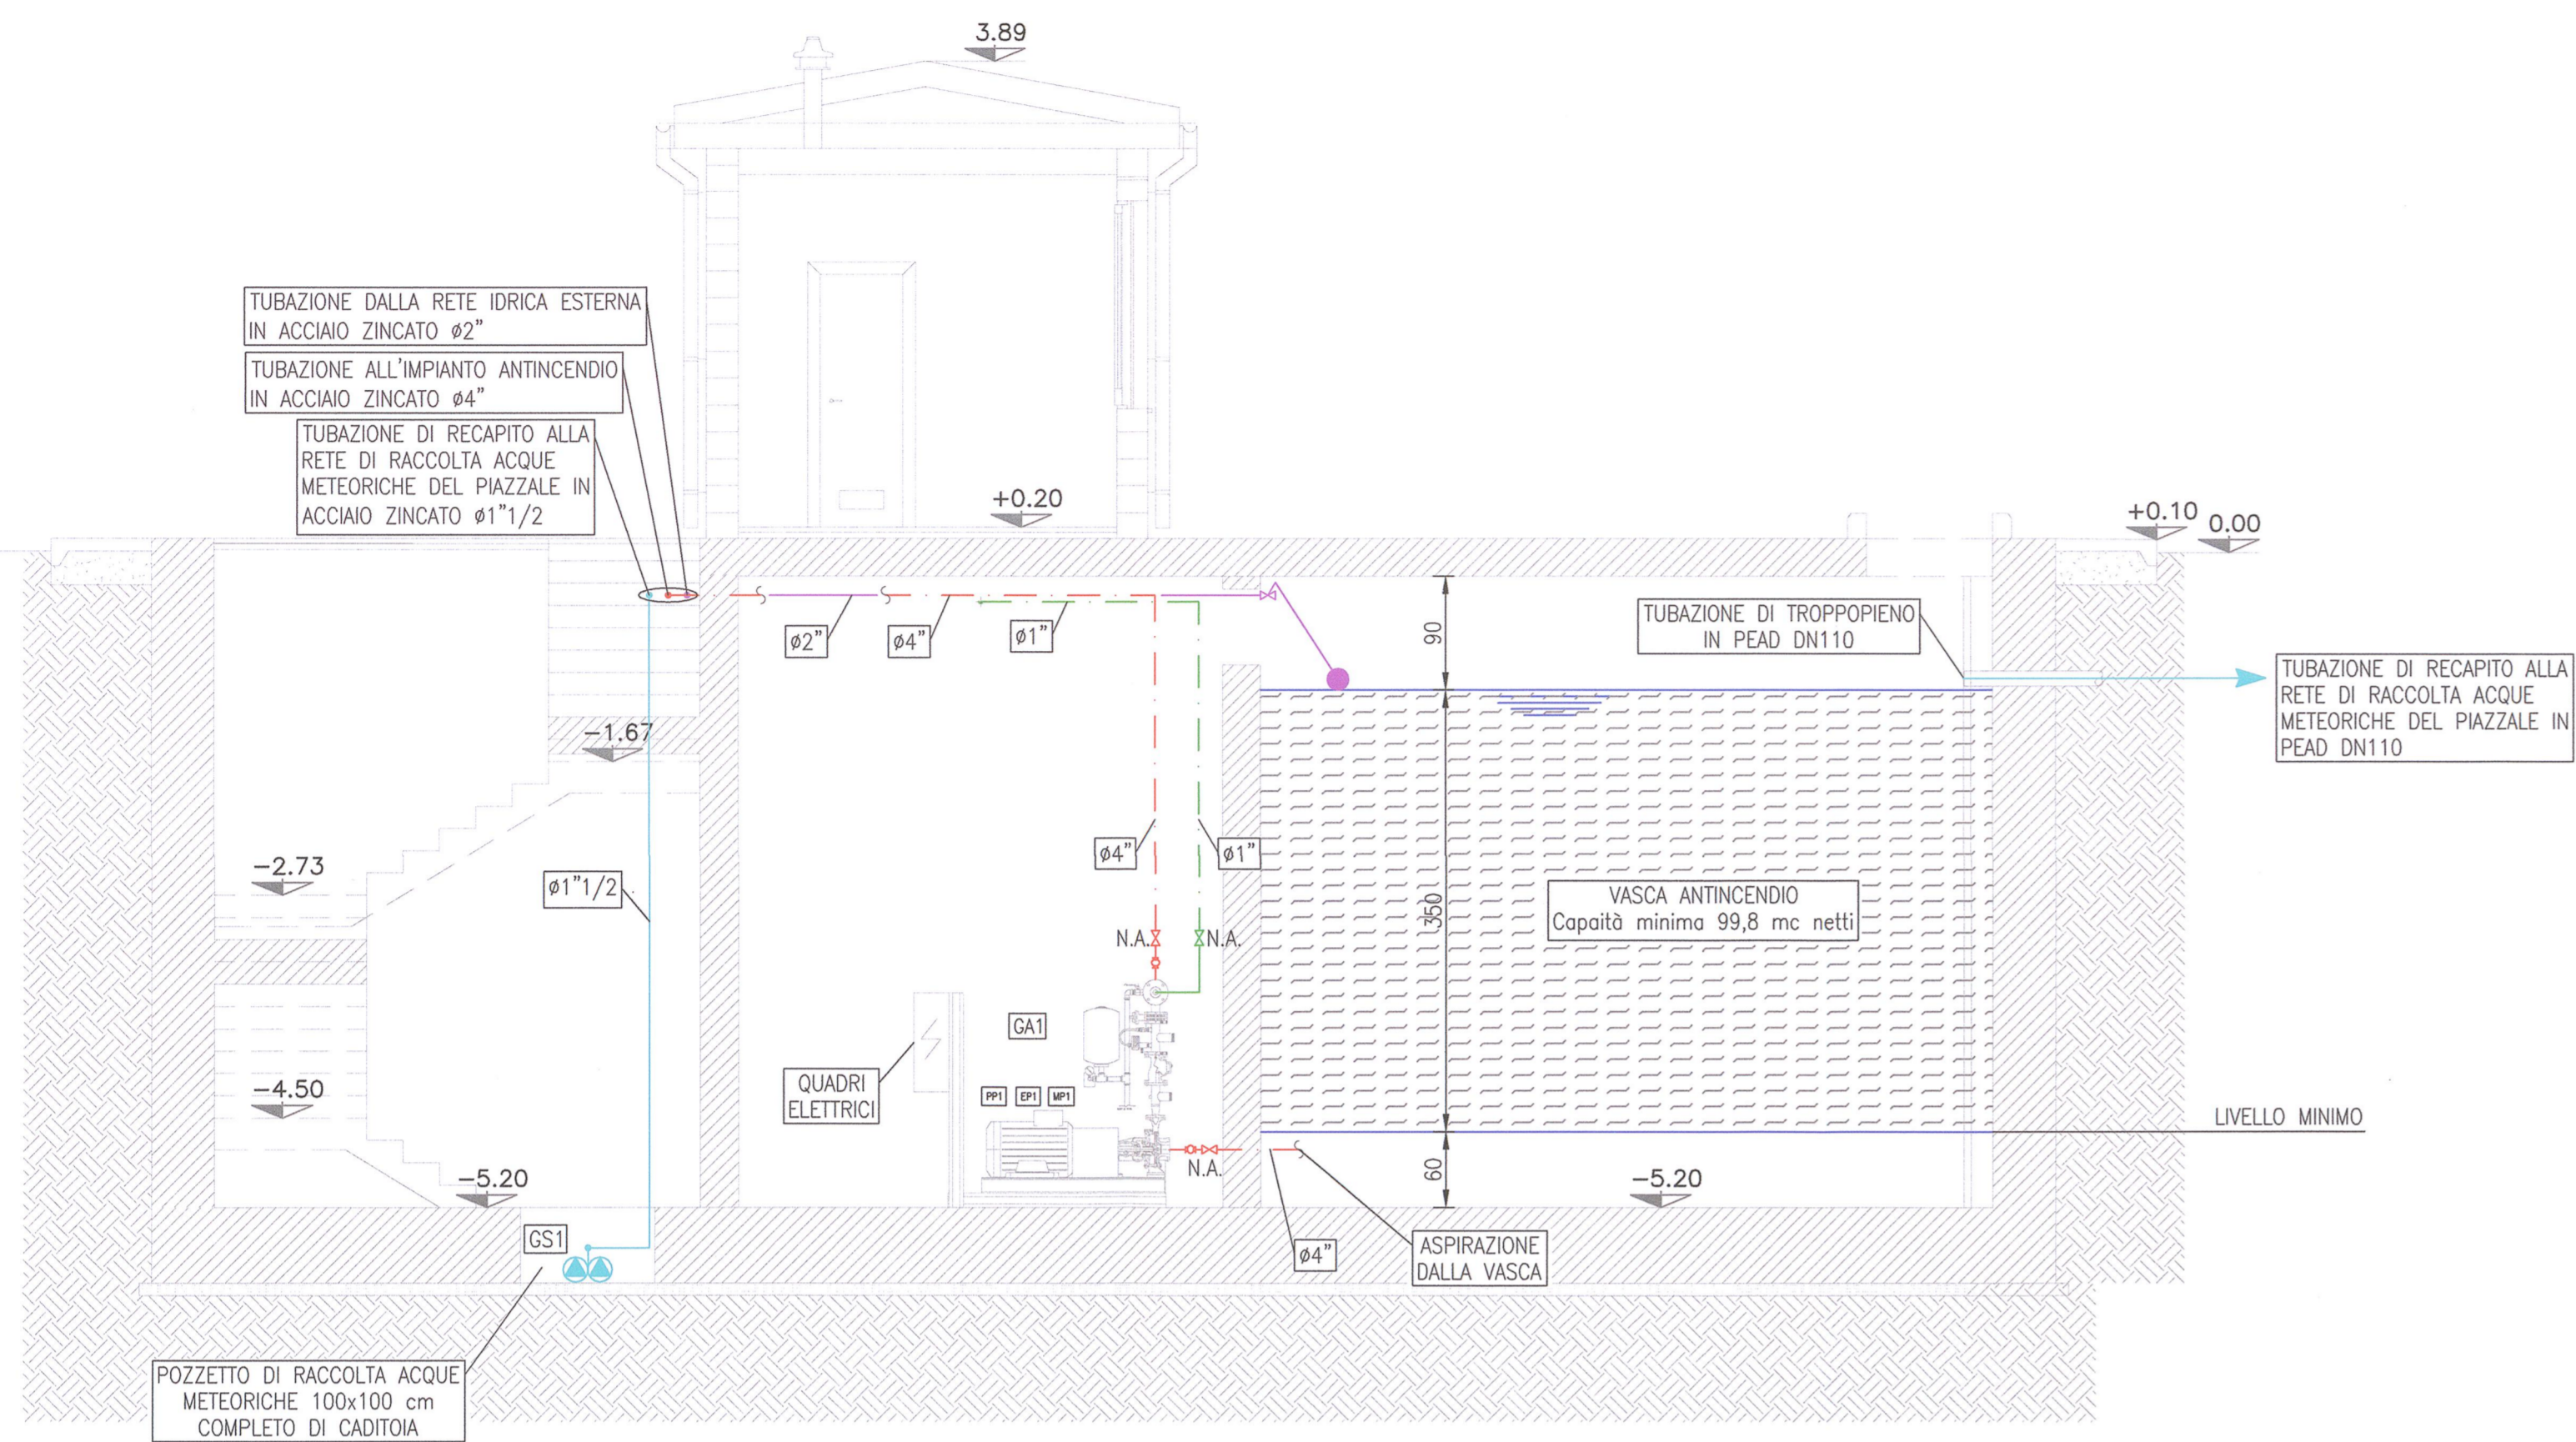 3.89
TUBAZIONE DALLA RETE IDRICA ESTERNA
IN ACCIAIO ZINCATO ø2"
TUBAZIONE ALL'IMPIANTO ANTINCENDIO
IN ACCIAIO ZINCATO ø4"
TUBAZIONE DI RECAPITO ALLA
RETE DI RACCOLTA ACQUE
METEORICHE DEL PIAZZALE IN
ACCIAIO ZINCATO ø1"1/2
+0.20
+0.10
0.00
ø2"
ø4"
ø1"
90
TUBAZIONE DI TROPPOPIENO
IN PEAD DN110
TUBAZIONE DI RECAPITO ALLA
RETE DI RACCOLTA ACQUE
METEORICHE DEL PIAZZALE IN
PEAD DN110
-1.67
-2.73
ø1"1/2
ø4"
ø1"
350
VASCA ANTINCENDIO
Capaità minima 99,8 mc netti
N.A.
N.A.
GA1
QUADRI
ELETTRICI
PP1
EP1
MP1
-4.50
LIVELLO MINIMO
N.A.
60
-5.20
-5.20
GS1
ø4"
ASPIRAZIONE
DALLA VASCA
POZZETTO DI RACCOLTA ACQUE
METEORICHE 100x100 cm
COMPLETO DI CADITOIA